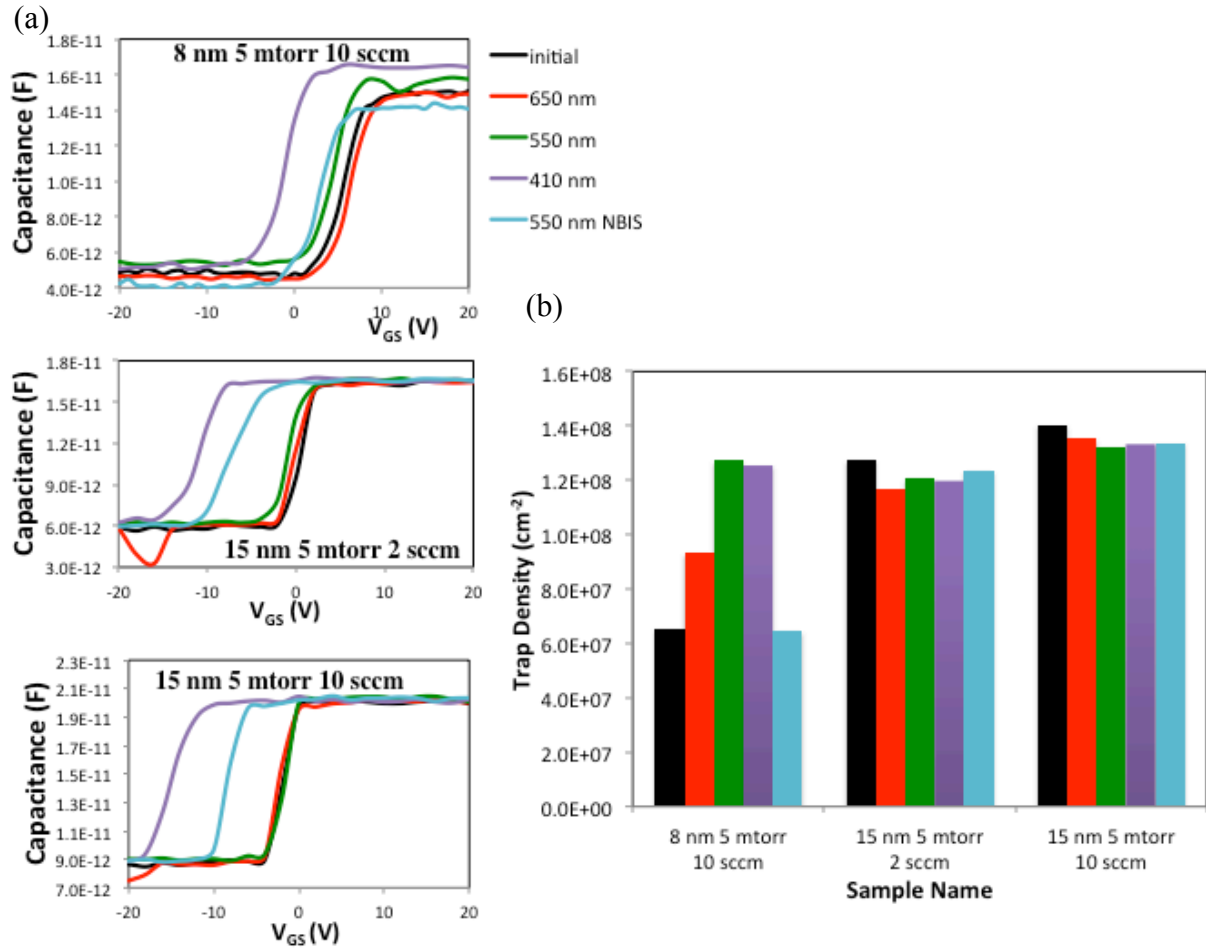 (a)
8 nm 5 mtorr 10 sccm
Capacitance (F)
1.8E-11
1.6E-11
1.4E-11
1.2E-11
1.0E-11
8.0E-12
6.0E-12
4.0E-12
-20
-10
0
10
20
V_GS (V)
initial
650 nm
550 nm
410 nm
550 nm NBIS
Capacitance (F)
1.8E-11
1.5E-11
1.2E-11
9.0E-12
6.0E-12
3.0E-12
15 nm 5 mtorr 2 sccm
-20
-10
0
10
20
V_GS (V)
Capacitance (F)
2.3E-11
2.1E-11
1.9E-11
1.7E-11
1.5E-11
1.3E-11
1.1E-11
9.0E-12
7.0E-12
15 nm 5 mtorr 10 sccm
-20
-10
0
10
20
V_GS (V)
(b)
Trap Density (cm⁻²)
1.6E+08
1.4E+08
1.2E+08
1.0E+08
8.0E+07
6.0E+07
4.0E+07
2.0E+07
0.0E+00
8 nm 5 mtorr
10 sccm
15 nm 5 mtorr
2 sccm
15 nm 5 mtorr
10 sccm
Sample Name